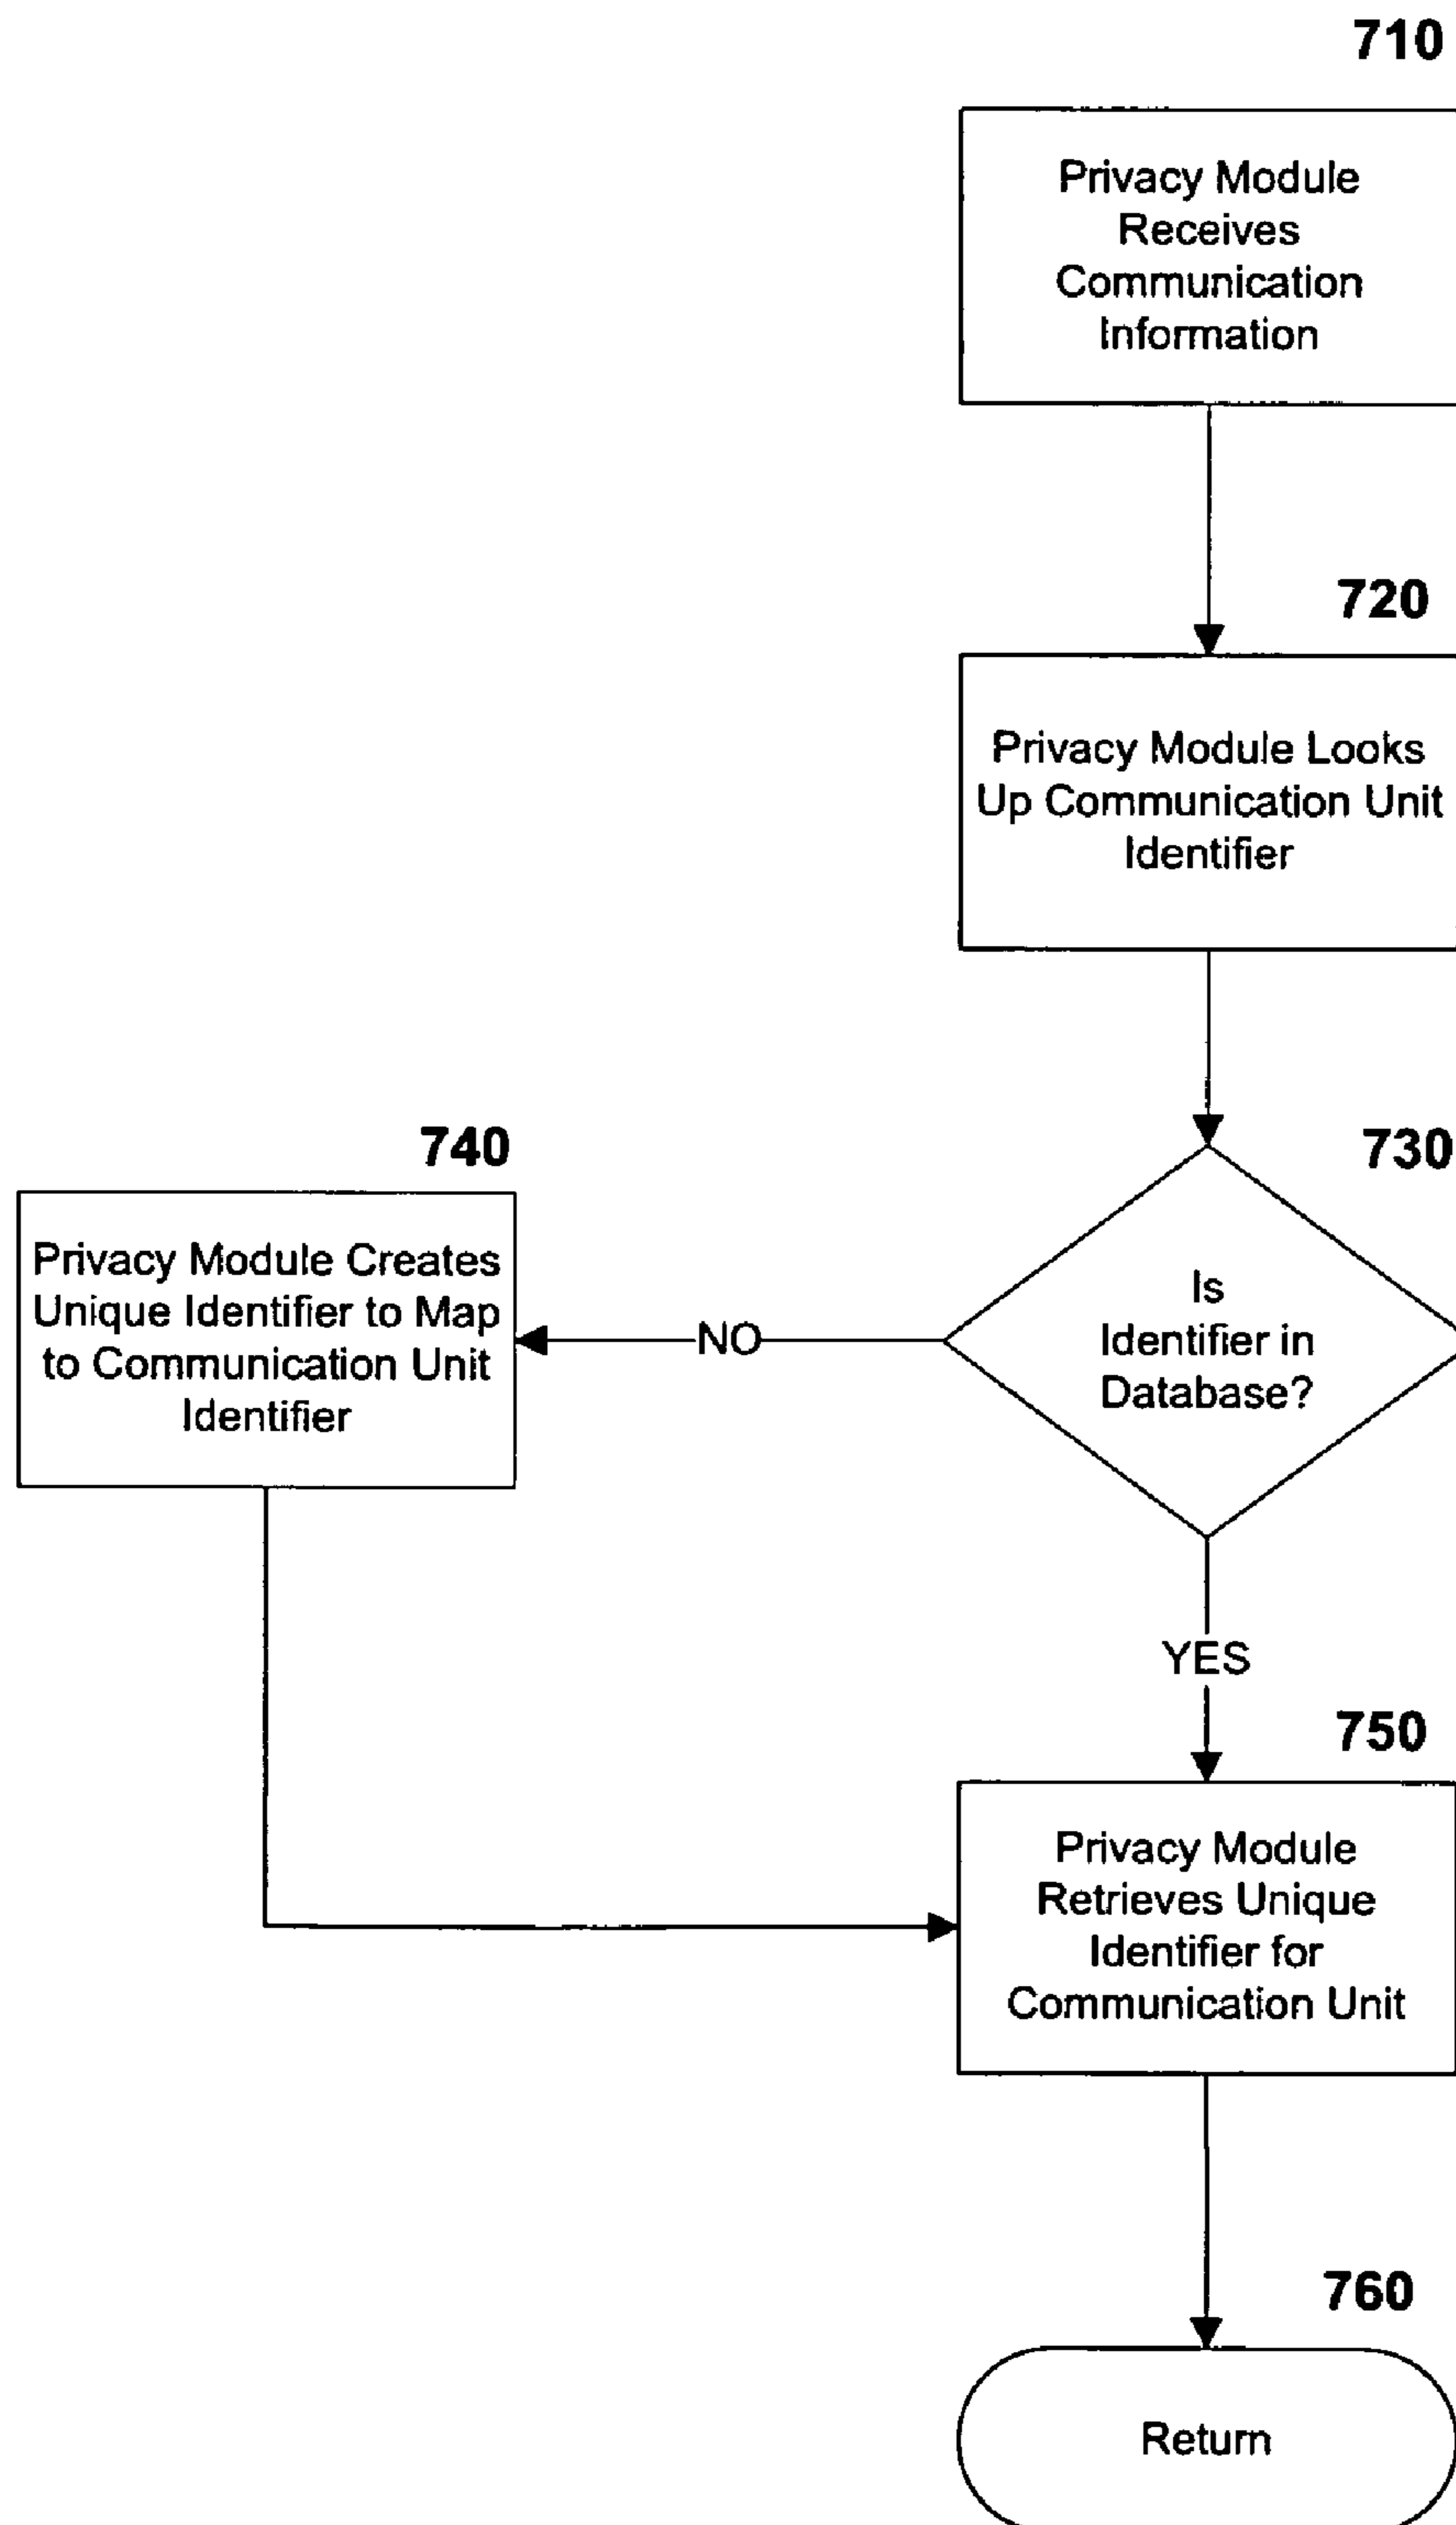 710
Privacy Module
Receives
Communication
Information
720
Privacy Module Looks
Up Communication Unit
Identifier
730
Is
Identifier in
Database?
NO
740
Privacy Module Creates
Unique Identifier to Map
to Communication Unit
Identifier
YES
750
Privacy Module
Retrieves Unique
Identifier for
Communication Unit
760
Return